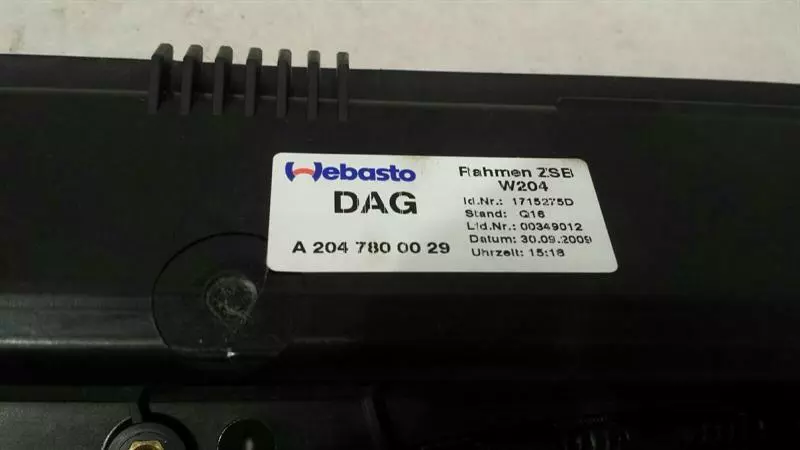 Webasto
DAG
A 204 780 00 29
Rahmen ZSB
W204
Id.Nr.: 1715275D
Stand: Q16
Lfd.Nr.: 00349012
Datum: 30.09.2009
Uhrzeit: 15:16